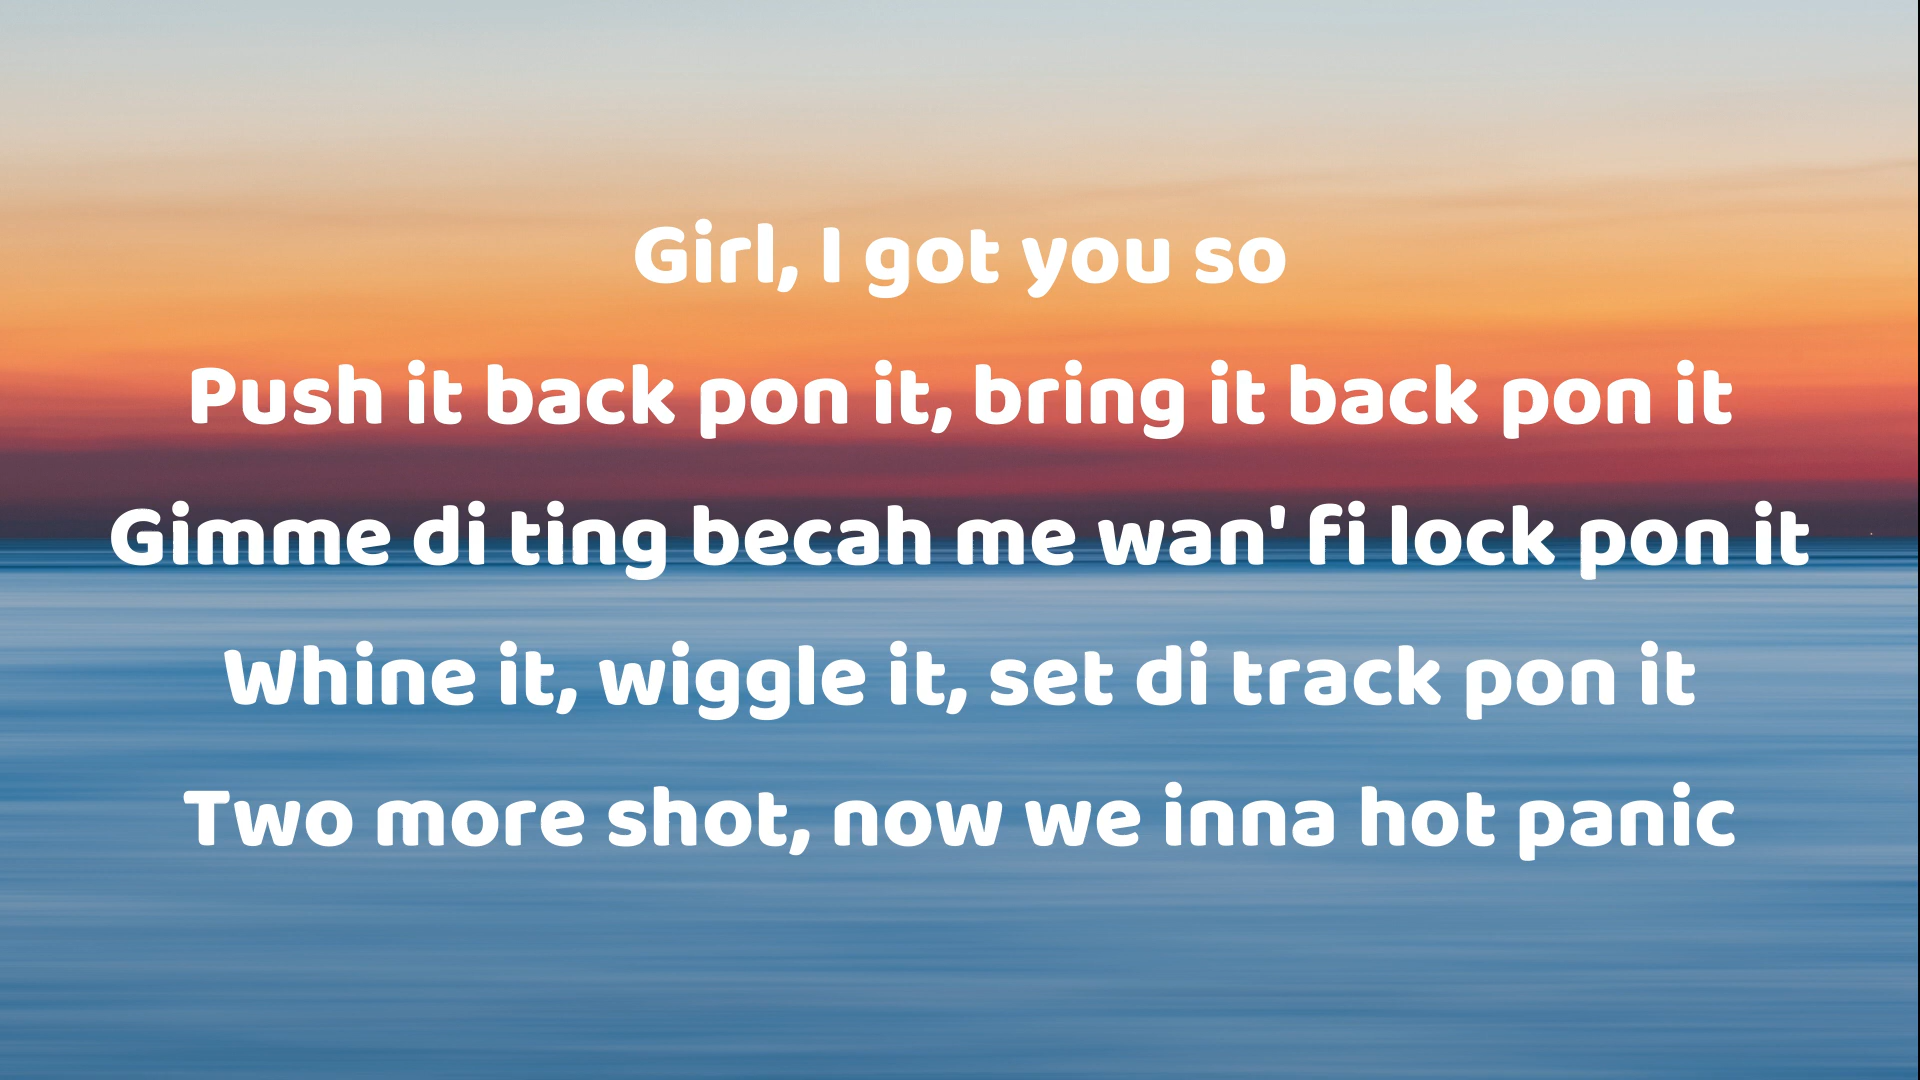 Girl, I got you so
Push it back pon it, bring it back pon it
Gimme di ting becah me wan' fi lock pon it
Whine it, wiggle it, set di track pon it
Two more shot, now we inna hot panic